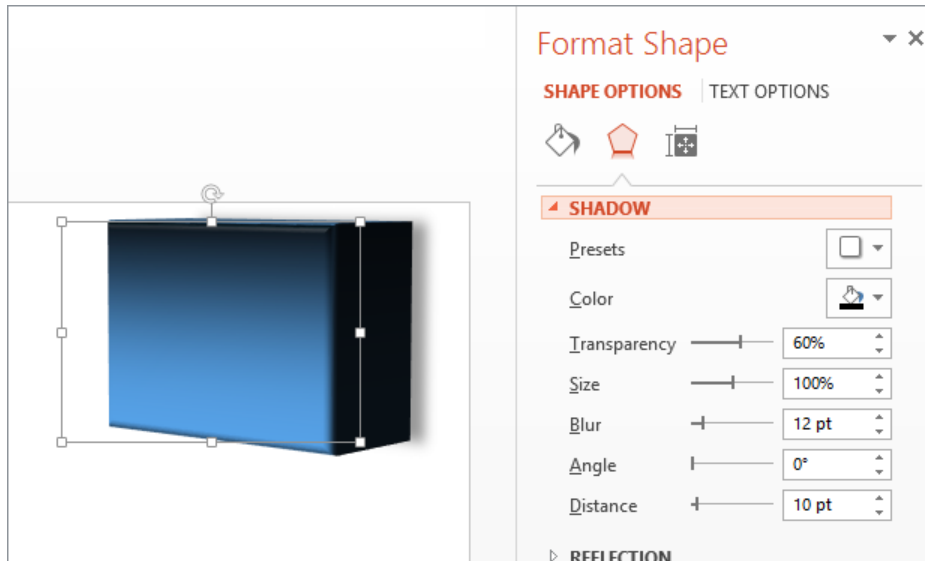 Format Shape
SHAPE OPTIONS TEXT OPTIONS
SHADOW
Presets
Color
Transparency 60%
Size 100%
Blur 12 pt
Angle 0°
Distance 10 pt
REFLECTION